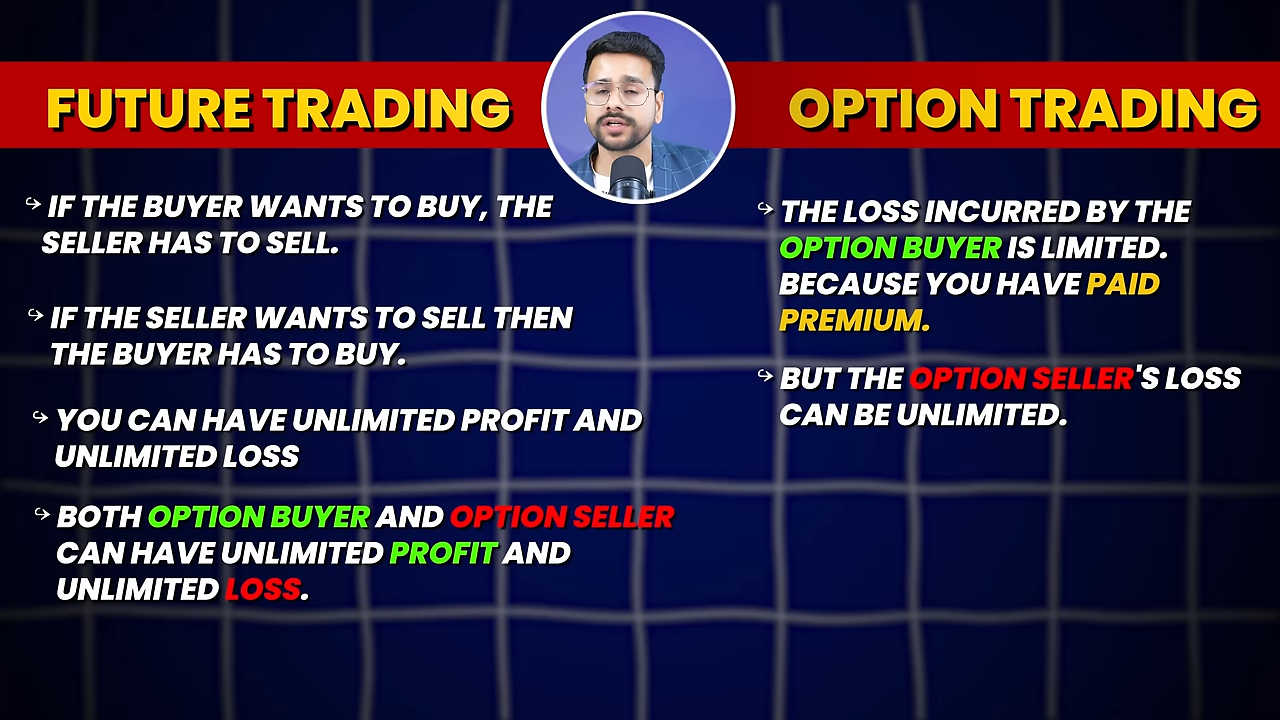 FUTURE TRADING
IF THE BUYER WANTS TO BUY, THE
SELLER HAS TO SELL.
IF THE SELLER WANTS TO SELL THEN
THE BUYER HAS TO BUY.
YOU CAN HAVE UNLIMITED PROFIT AND
UNLIMITED LOSS
BOTH OPTION BUYER AND OPTION SELLER
CAN HAVE UNLIMITED PROFIT AND
UNLIMITED LOSS.
OPTION TRADING
THE LOSS INCURRED BY THE
OPTION BUYER IS LIMITED.
BECAUSE YOU HAVE PAID
PREMIUM.
BUT THE OPTION SELLER'S LOSS
CAN BE UNLIMITED.